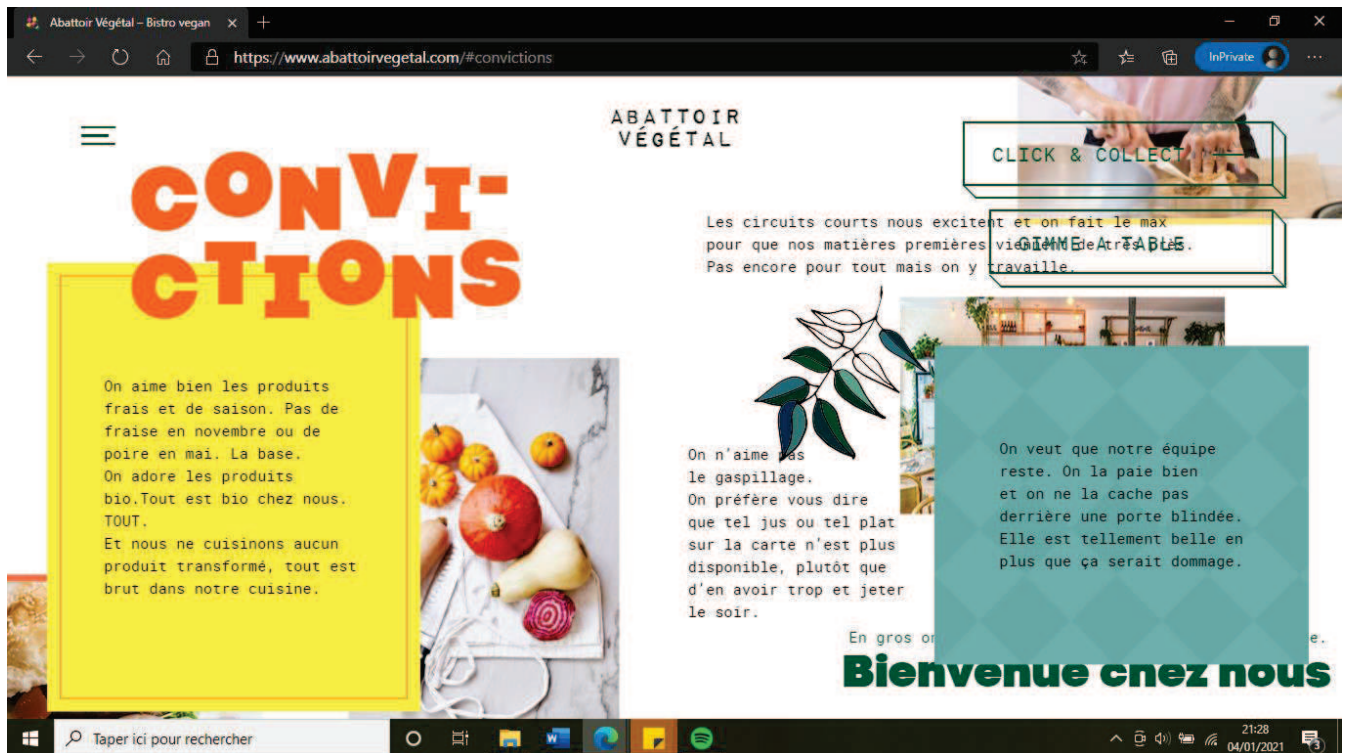 Abattoir Végétal – Bistro vegan
https://www.abattoirvegetal.com/#convictions
InPrivate
ABATTOIR
VÉGÉTAL
CONVI-
CTIONS
CLICK & COLLECT
GIMME A TABLE
Les circuits courts nous excitent et on fait le max
pour que nos matières premières viennent de très près.
Pas encore pour tout mais on y travaille.
On aime bien les produits
frais et de saison. Pas de
fraise en novembre ou de
poire en mai. La base.
On adore les produits
bio.Tout est bio chez nous.
TOUT.
Et nous ne cuisinons aucun
produit transformé, tout est
brut dans notre cuisine.
On n'aime pas
le gaspillage.
On préfère vous dire
que tel jus ou tel plat
sur la carte n'est plus
disponible, plutôt que
d'en avoir trop et jeter
le soir.
On veut que notre équipe
reste. On la paie bien
et on ne la cache pas
derrière une porte blindée.
Elle est tellement belle en
plus que ça serait dommage.
En gros
Bienvenue chez nous
Taper ici pour rechercher
21:28
04/01/2021
3